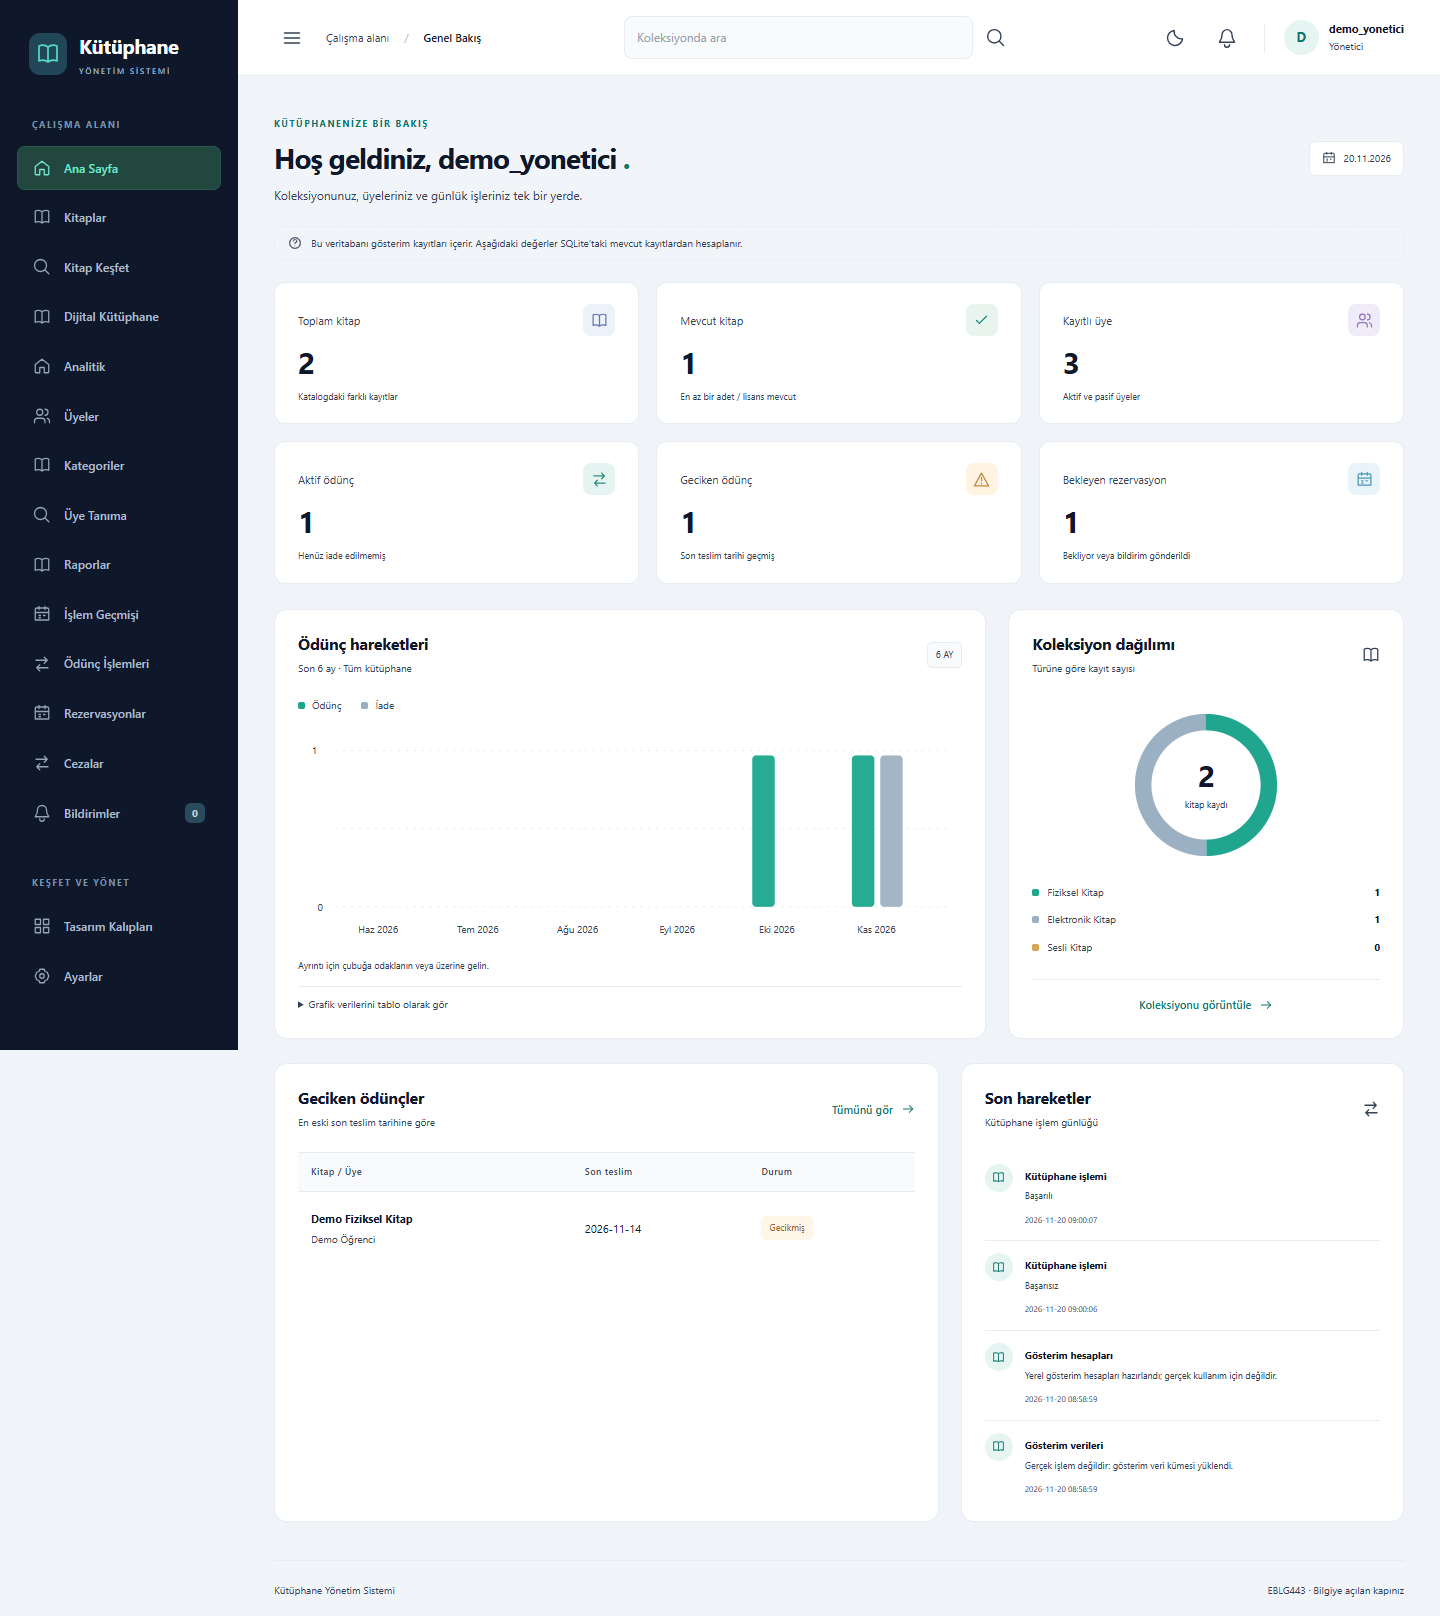 Kütüphane
YÖNETİM SİSTEMİ
ÇALIŞMA ALANI
Ana Sayfa
Kitaplar
Kitap Keşfet
Dijital Kütüphane
Analitik
Üyeler
Kategoriler
Üye Tanıma
Raporlar
İşlem Geçmişi
Ödünç İşlemleri
Rezervasyonlar
Cezalar
Bildirimler 0
KEŞFET VE YÖNET
Tasarım Kalıpları
Ayarlar
Çalışma alanı / Genel Bakış
Koleksiyonda ara
D
demo_yonetici
Yönetici
KÜTÜPHANENİZE BİR BAKIŞ
Hoş geldiniz, demo_yonetici .
Koleksiyonunuz, üyeleriniz ve günlük işleriniz tek bir yerde.
20.11.2026
Bu veritabanı gösterim kayıtları içerir. Aşağıdaki değerler SQLite'taki mevcut kayıtlardan hesaplanır.
Toplam kitap
2
Katalogdaki farklı kayıtlar
Mevcut kitap
1
En az bir adet / lisans mevcut
Kayıtlı üye
3
Aktif ve pasif üyeler
Aktif ödünç
1
Henüz iade edilmemiş
Geciken ödünç
1
Son teslim tarihi geçmiş
Bekleyen rezervasyon
1
Bekliyor veya bildirim gönderildi
Ödünç hareketleri
Son 6 ay · Tüm kütüphane
6 AY
Ödünç İade
1
0
Haz 2026 Tem 2026 Ağu 2026 Eyl 2026 Eki 2026 Kas 2026
Ayrıntı için çubuğa odaklanın veya üzerine gelin.
Grafik verilerini tablo olarak gör
Koleksiyon dağılımı
Türüne göre kayıt sayısı
2
kitap kaydı
Fiziksel Kitap 1
Elektronik Kitap 1
Sesli Kitap 0
Koleksiyonu görüntüle
Geciken ödünçler
En eski son teslim tarihine göre
Tümünü gör
Kitap / Üye Son teslim Durum
Demo Fiziksel Kitap
Demo Öğrenci
2026-11-14
Gecikmiş
Son hareketler
Kütüphane işlem günlüğü
Kütüphane işlemi
Başarılı
2026-11-20 09:00:07
Kütüphane işlemi
Başarısız
2026-11-20 09:00:06
Gösterim hesapları
Yerel gösterim hesapları hazırlandı; gerçek kullanım için değildir.
2026-11-20 08:58:59
Gösterim verileri
Gerçek işlem değildir: gösterim veri kümesi yüklendi.
2026-11-20 08:58:59
Kütüphane Yönetim Sistemi
EBLG443 · Bilgiye açılan kapınız